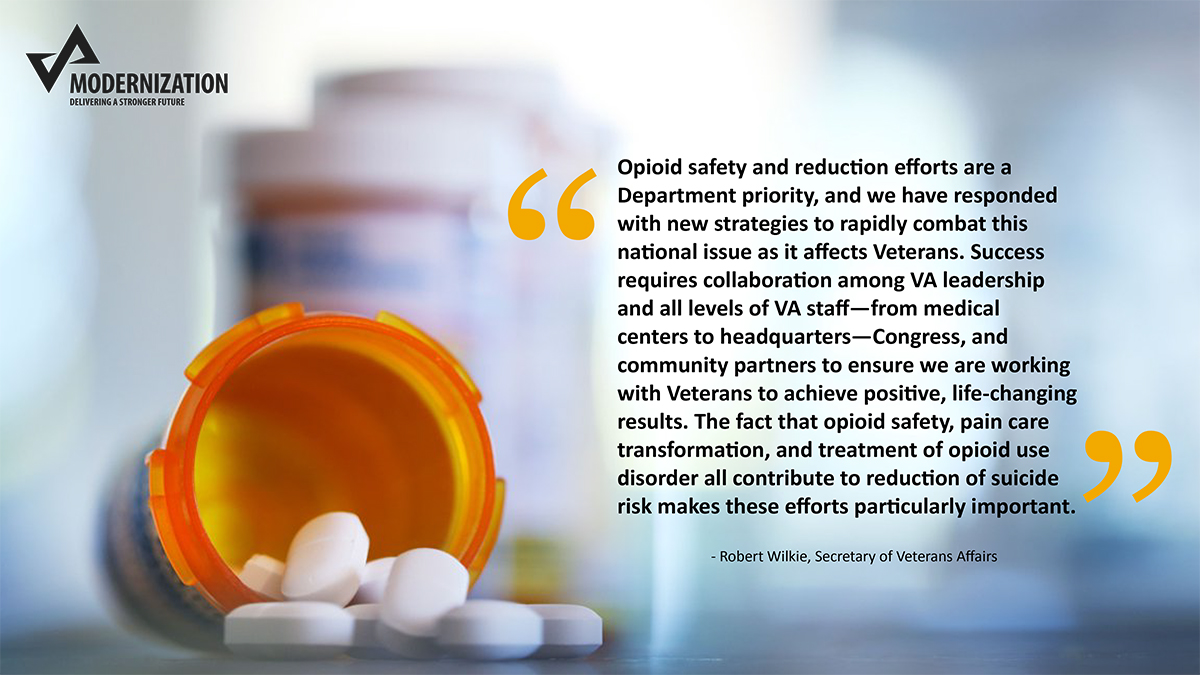 MODERNIZATION
DELIVERING A STRONGER FUTURE
“Opioid safety and reduction efforts are a
Department priority, and we have responded
with new strategies to rapidly combat this
national issue as it affects Veterans. Success
requires collaboration among VA leadership
and all levels of VA staff—from medical
centers to headquarters—Congress, and
community partners to ensure we are working
with Veterans to achieve positive, life-changing
results. The fact that opioid safety, pain care
transformation, and treatment of opioid use
disorder all contribute to reduction of suicide
risk makes these efforts particularly important.”
- Robert Wilkie, Secretary of Veterans Affairs